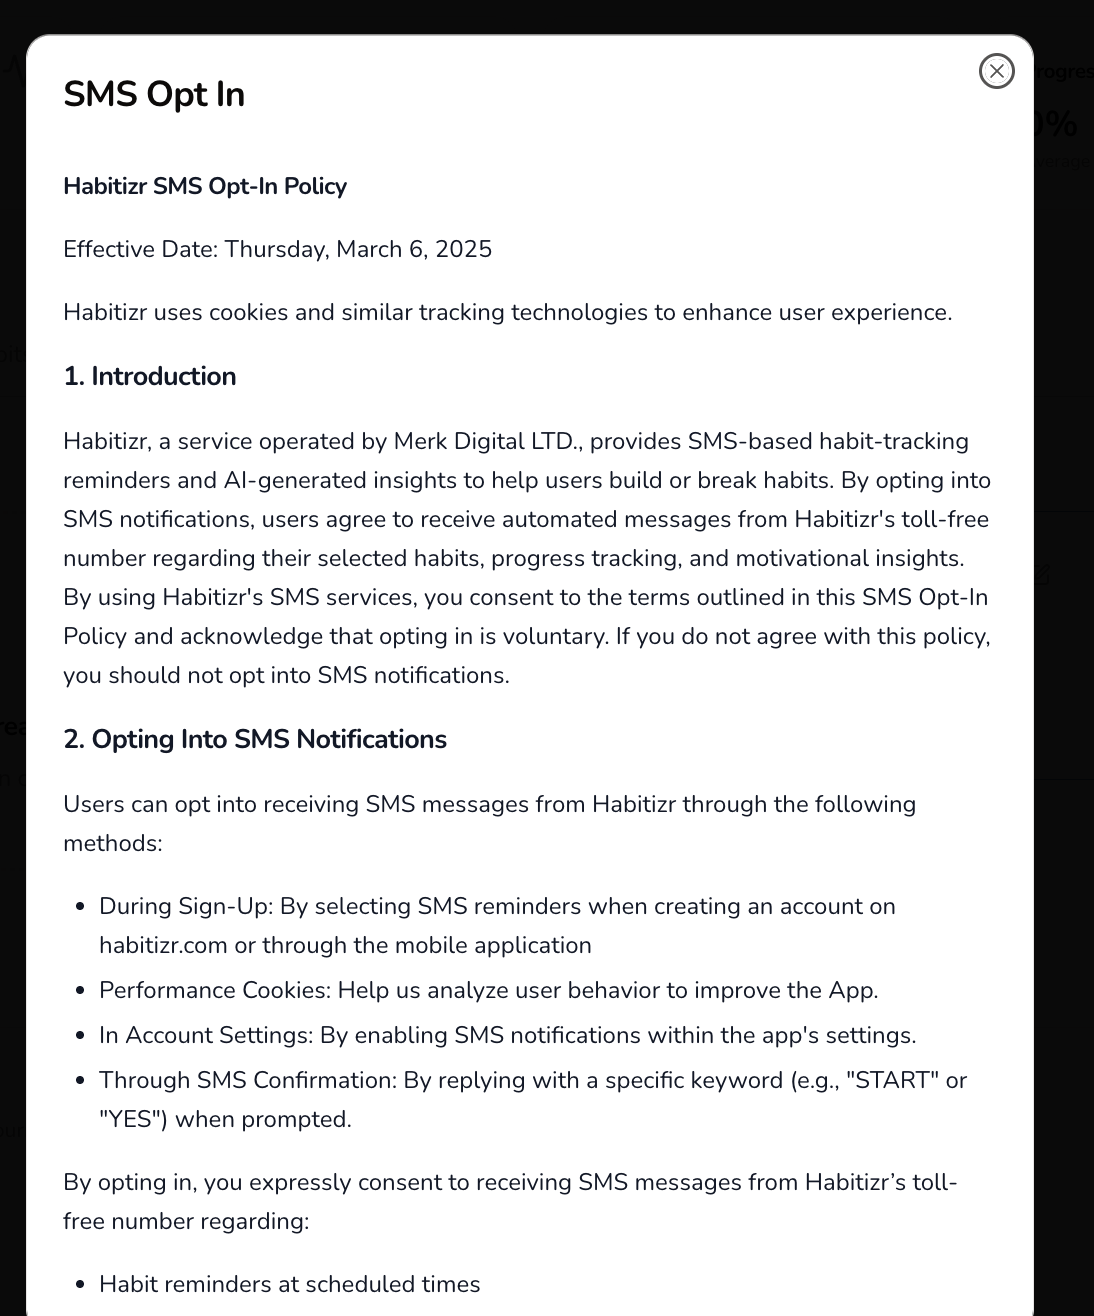 SMS Opt In
Habitizr SMS Opt-In Policy
Effective Date: Thursday, March 6, 2025
Habitizr uses cookies and similar tracking technologies to enhance user experience.
1. Introduction
Habitizr, a service operated by Merk Digital LTD., provides SMS-based habit-tracking
reminders and AI-generated insights to help users build or break habits. By opting into
SMS notifications, users agree to receive automated messages from Habitizr's toll-free
number regarding their selected habits, progress tracking, and motivational insights.
By using Habitizr's SMS services, you consent to the terms outlined in this SMS Opt-In
Policy and acknowledge that opting in is voluntary. If you do not agree with this policy,
you should not opt into SMS notifications.
2. Opting Into SMS Notifications
Users can opt into receiving SMS messages from Habitizr through the following
methods:
• During Sign-Up: By selecting SMS reminders when creating an account on
habitizr.com or through the mobile application
• Performance Cookies: Help us analyze user behavior to improve the App.
• In Account Settings: By enabling SMS notifications within the app's settings.
• Through SMS Confirmation: By replying with a specific keyword (e.g., "START" or
"YES") when prompted.
By opting in, you expressly consent to receiving SMS messages from Habitizr’s toll-
free number regarding:
• Habit reminders at scheduled times